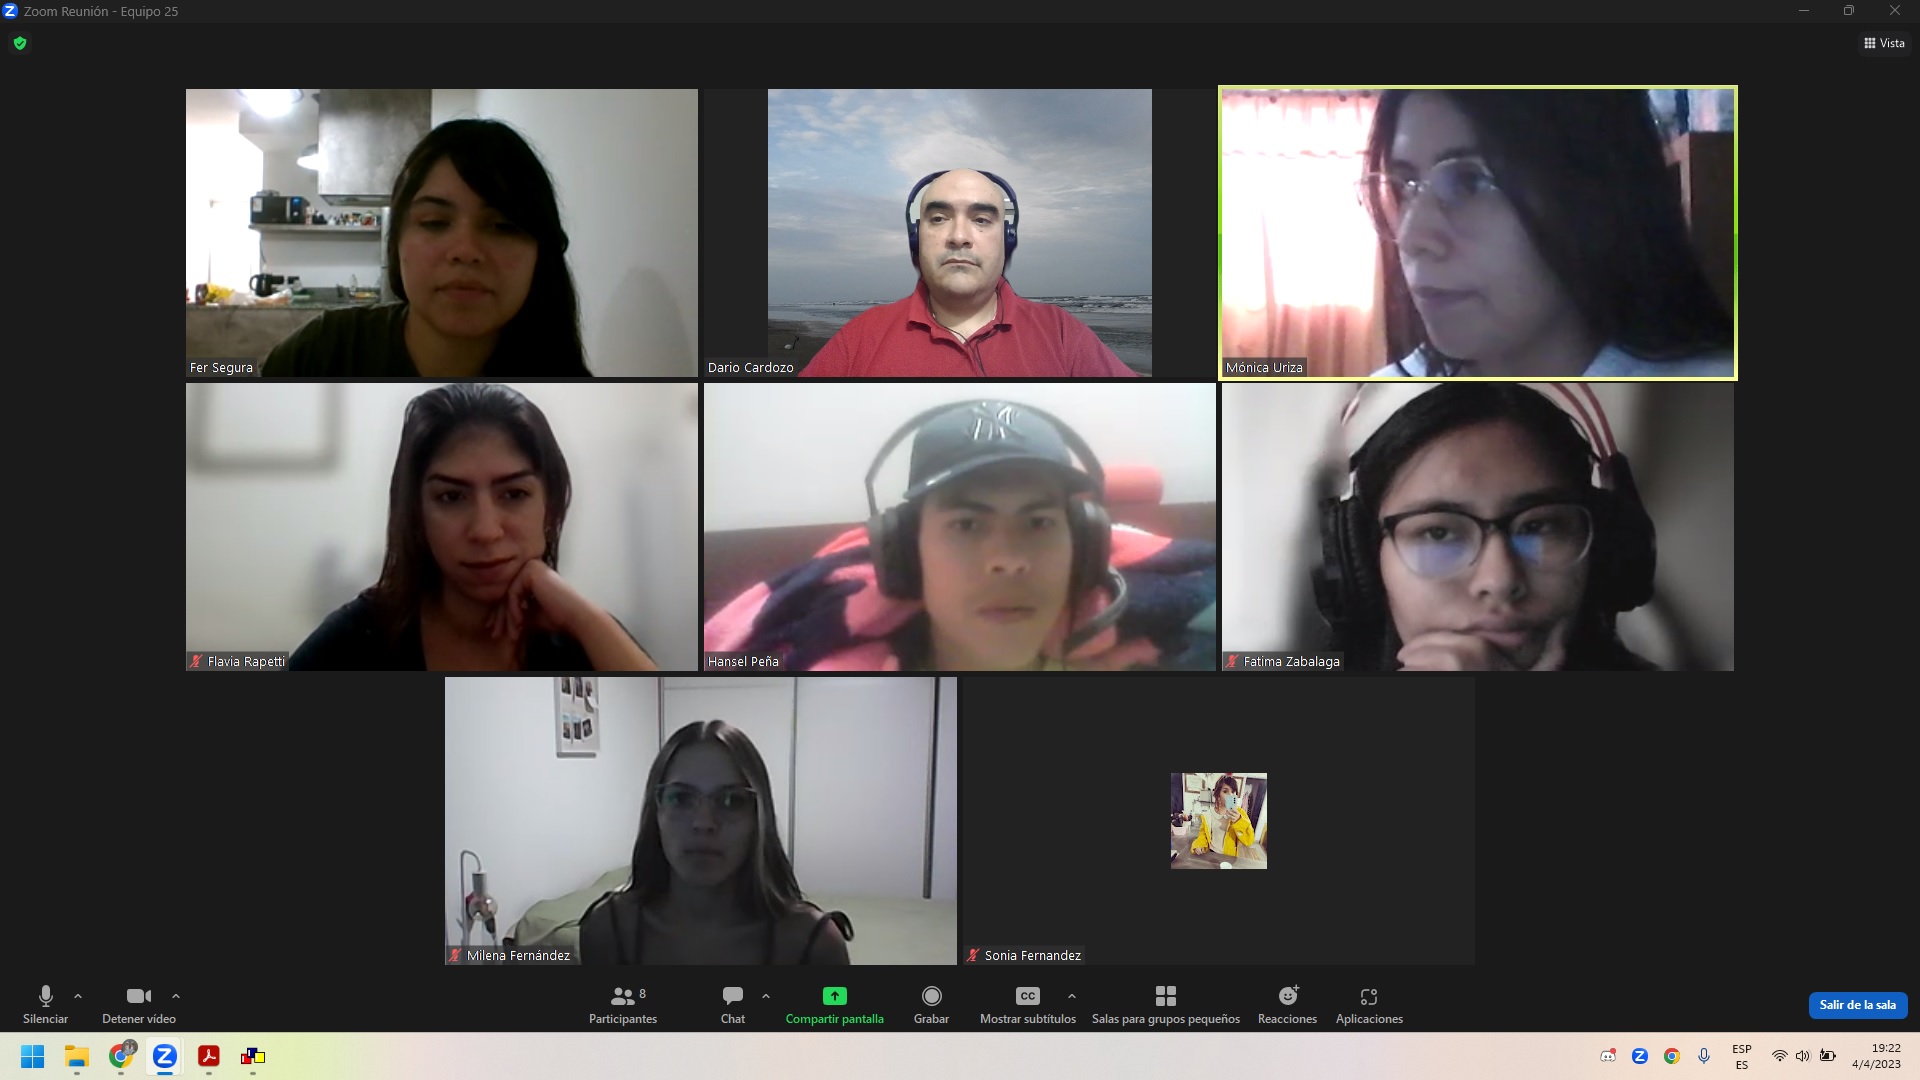 Zoom Reunión - Equipo 25
Vista
Fer Segura
Dario Cardozo
Mónica Uriza
NY
Flavia Rapetti
Hansel Peña
Fatima Zabalaga
Milena Fernández
Sonia Fernandez
Silenciar
Detener vídeo
8
Participantes
Chat
Compartir pantalla
Grabar
CC
Mostrar subtítulos
Salas para grupos pequeños
Reacciones
Aplicaciones
Salir de la sala
ESP
ES
19:22
4/4/2023